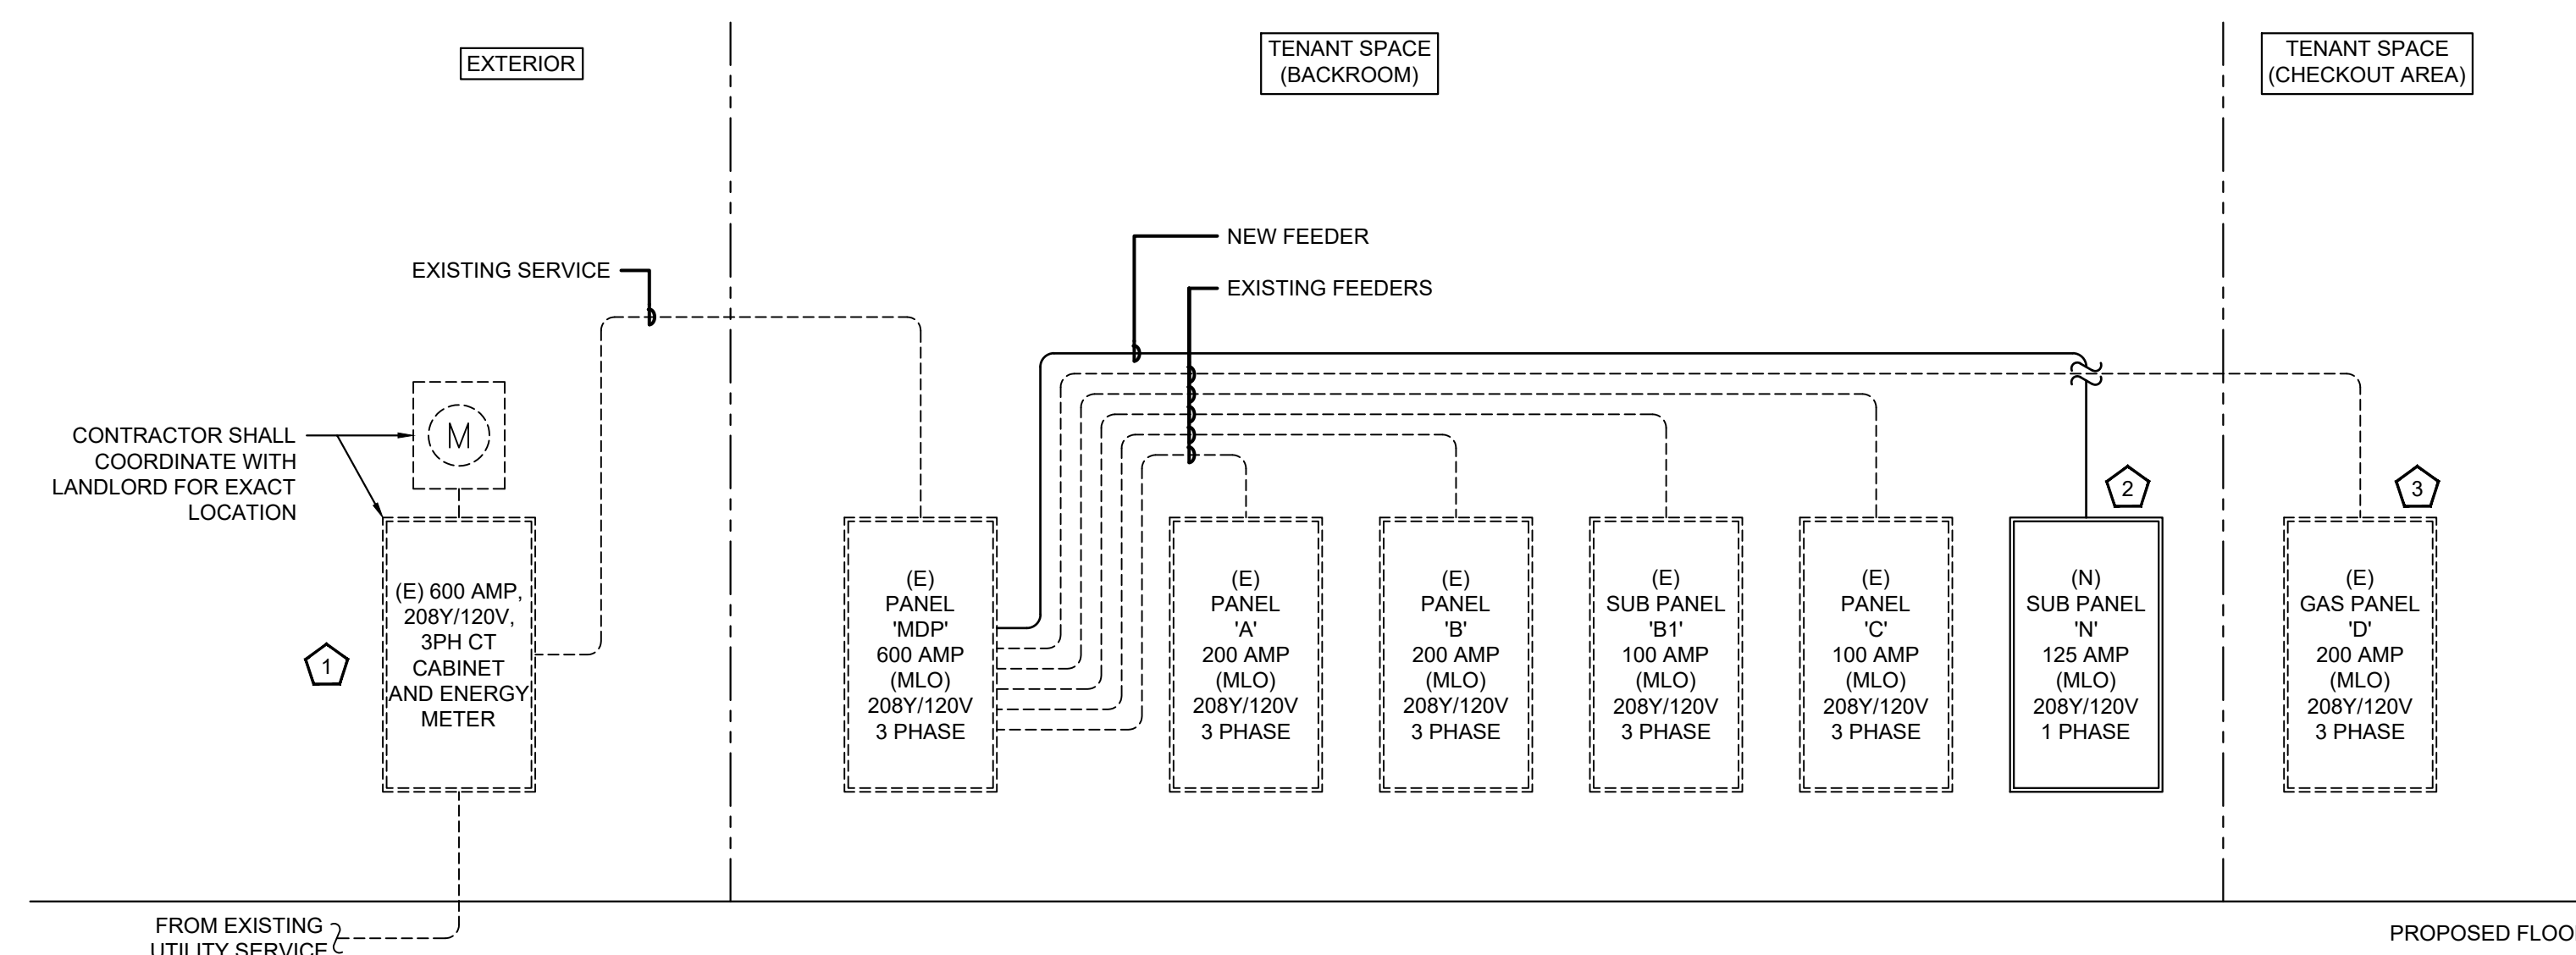 EXTERIOR
TENANT SPACE
(BACKROOM)
TENANT SPACE
(CHECKOUT AREA)
NEW FEEDER
EXISTING SERVICE
EXISTING FEEDERS
CONTRACTOR SHALL
COORDINATE WITH
LANDLORD FOR EXACT
LOCATION
M
1
(E) 600 AMP,
208Y/120V,
3PH CT
CABINET
AND ENERGY
METER
(E)
PANEL
'MDP'
600 AMP
(MLO)
208Y/120V
3 PHASE
(E)
PANEL
'A'
200 AMP
(MLO)
208Y/120V
3 PHASE
(E)
PANEL
'B'
200 AMP
(MLO)
208Y/120V
3 PHASE
(E)
SUB PANEL
'B1'
100 AMP
(MLO)
208Y/120V
3 PHASE
(E)
PANEL
'C'
100 AMP
(MLO)
208Y/120V
3 PHASE
2
(N)
SUB PANEL
'N'
125 AMP
(MLO)
208Y/120V
1 PHASE
3
(E)
GAS PANEL
'D'
200 AMP
(MLO)
208Y/120V
3 PHASE
FROM EXISTING
UTILITY SERVICE
PROPOSED FLOO